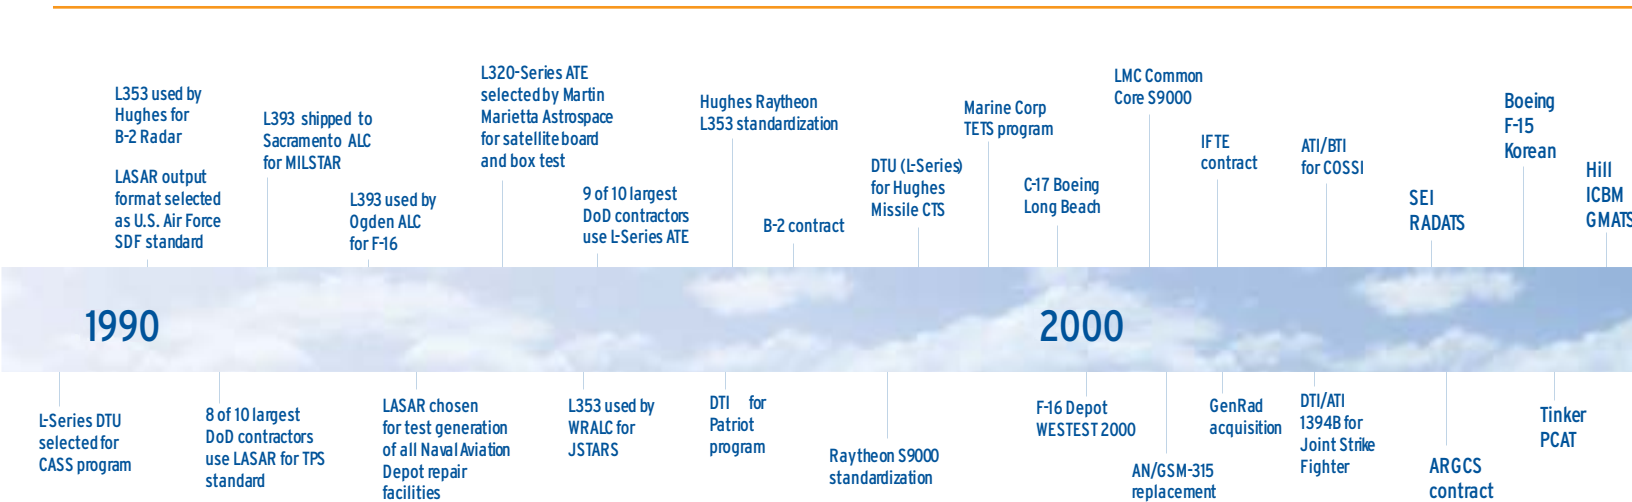 L353 used by
Hughes for
B-2 Radar
LASAR output
format selected
as U.S. Air Force
SDF standard
L393 shipped to
Sacramento ALC
for MILSTAR
L393 used by
Ogden ALC
for F-16
L320-Series ATE
selected by Martin
Marietta Astrospace
for satellite board
and box test
9 of 10 largest
DoD contractors
use L-Series ATE
Hughes Raytheon
L353 standardization
B-2 contract
DTU (L-Series)
for Hughes
Missile CTS
Marine Corp
TETS program
C-17 Boeing
Long Beach
LMC Common
Core S9000
IFTE
contract
ATI/BTI
for COSSI
SEI
RADATS
Boeing
F-15
Korean
Hill
ICBM
GMATS
1990
2000
L-Series DTU
selected for
CASS program
8 of 10 largest
DoD contractors
use LASAR for TPS
standard
LASAR chosen
for test generation
of all Naval Aviation
Depot repair
facilities
L353 used by
WRALC for
JSTARS
DTI for
Patriot
program
Raytheon S9000
standardization
F-16 Depot
WESTEST 2000
AN/GSM-315
replacement
GenRad
acquisition
DTI/ATI
1394B for
Joint Strike
Fighter
ARGCS
contract
Tinker
PCAT